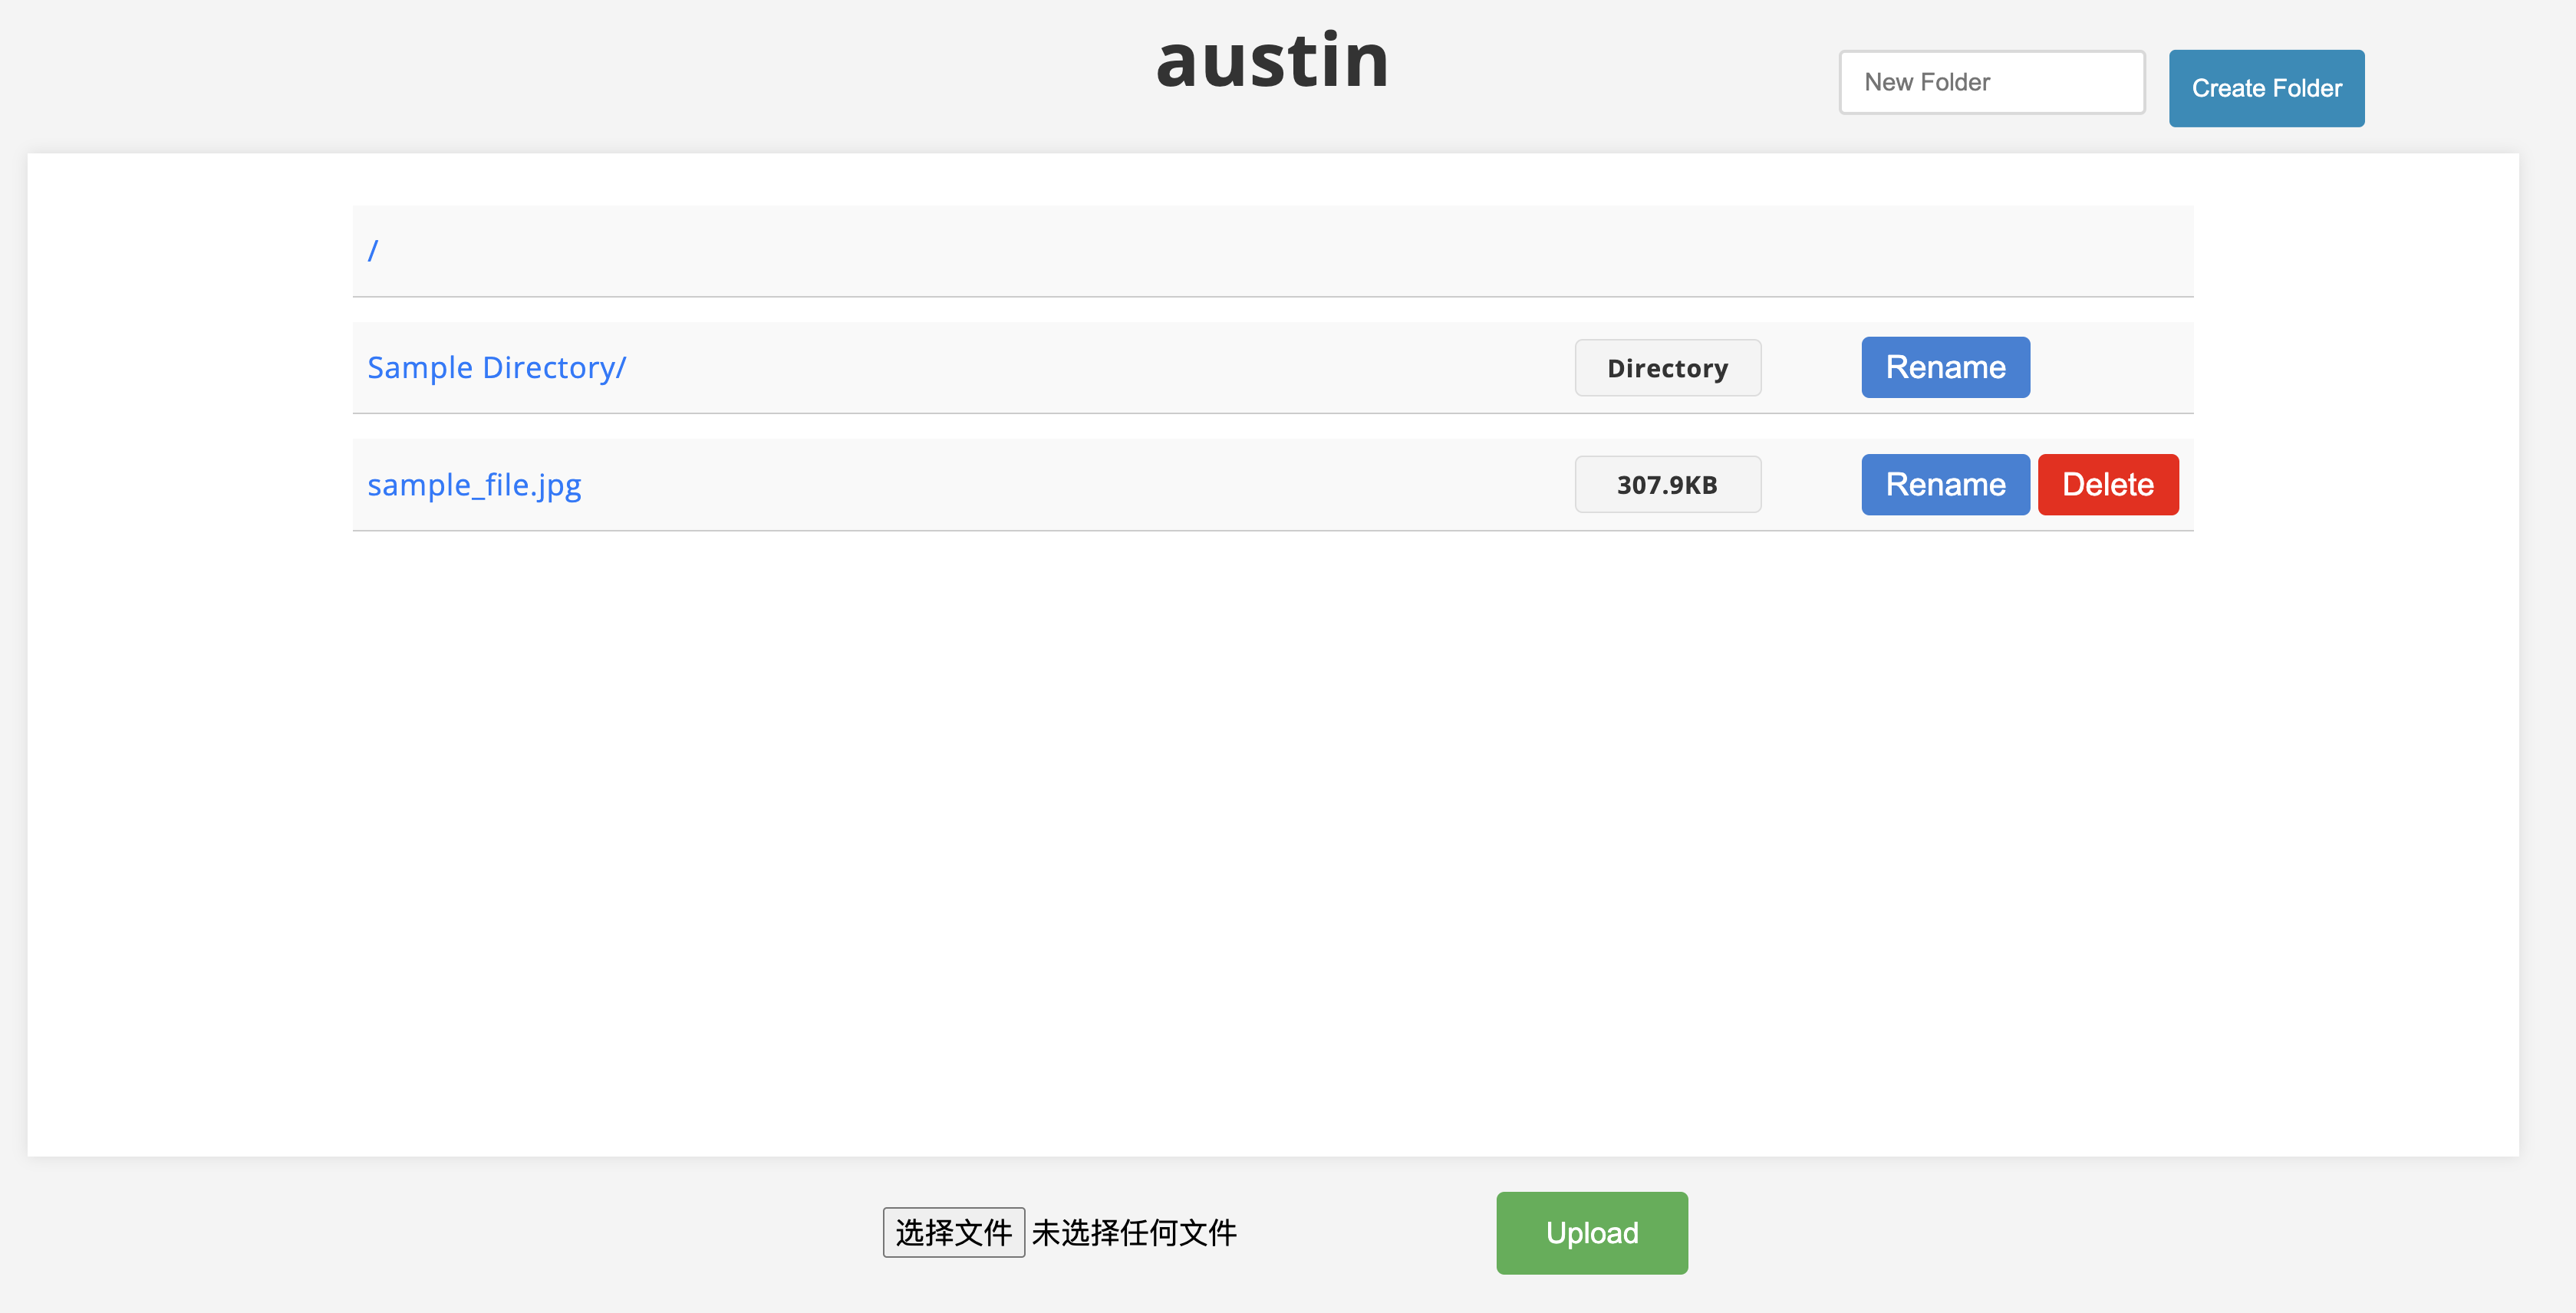 austin
New Folder
Create Folder
/
Sample Directory/ Directory Rename
sample_file.jpg 307.9KB Rename Delete
选择文件 未选择任何文件 Upload